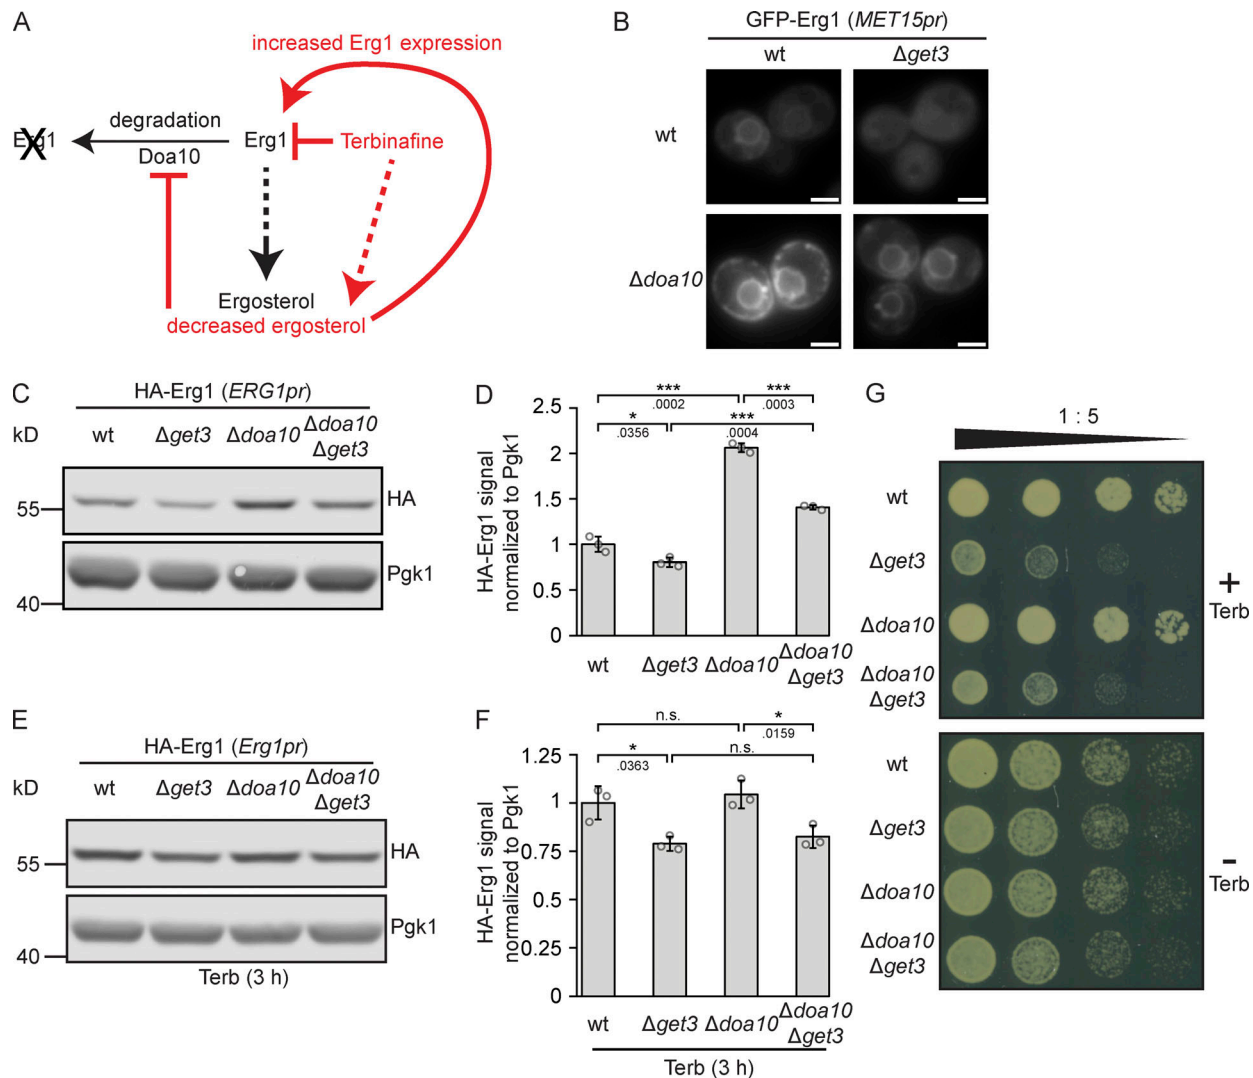 A
increased Erg1 expression
degradation
Erg1
Erg1
Terbinafine
Doa10
Ergosterol
decreased ergosterol
B
GFP-Erg1 (MET15pr)
wt
Δget3
wt
Δdoa10
C
HA-Erg1 (ERG1pr)
kD
wt
Δget3
Δdoa10
Δdoa10
Δget3
55
HA
40
Pgk1
D
HA-Erg1 signal
normalized to Pgk1
***
.0002
***
.0003
*
.0356
***
.0004
2.5
2
1.5
1
0.5
0
wt
Δget3
Δdoa10
Δdoa10
Δget3
E
HA-Erg1 (Erg1pr)
kD
wt
Δget3
Δdoa10
Δdoa10
Δget3
55
HA
40
Pgk1
Terb (3 h)
F
HA-Erg1 signal
normalized to Pgk1
n.s.
*
.0159
*
.0363
n.s.
1.25
1
0.75
0.5
0.25
0
wt
Δget3
Δdoa10
Δdoa10
Δget3
Terb (3 h)
G
1 : 5
wt
Δget3
Δdoa10
Δdoa10
Δget3
+
Terb
wt
Δget3
Δdoa10
Δdoa10
Δget3
-
Terb